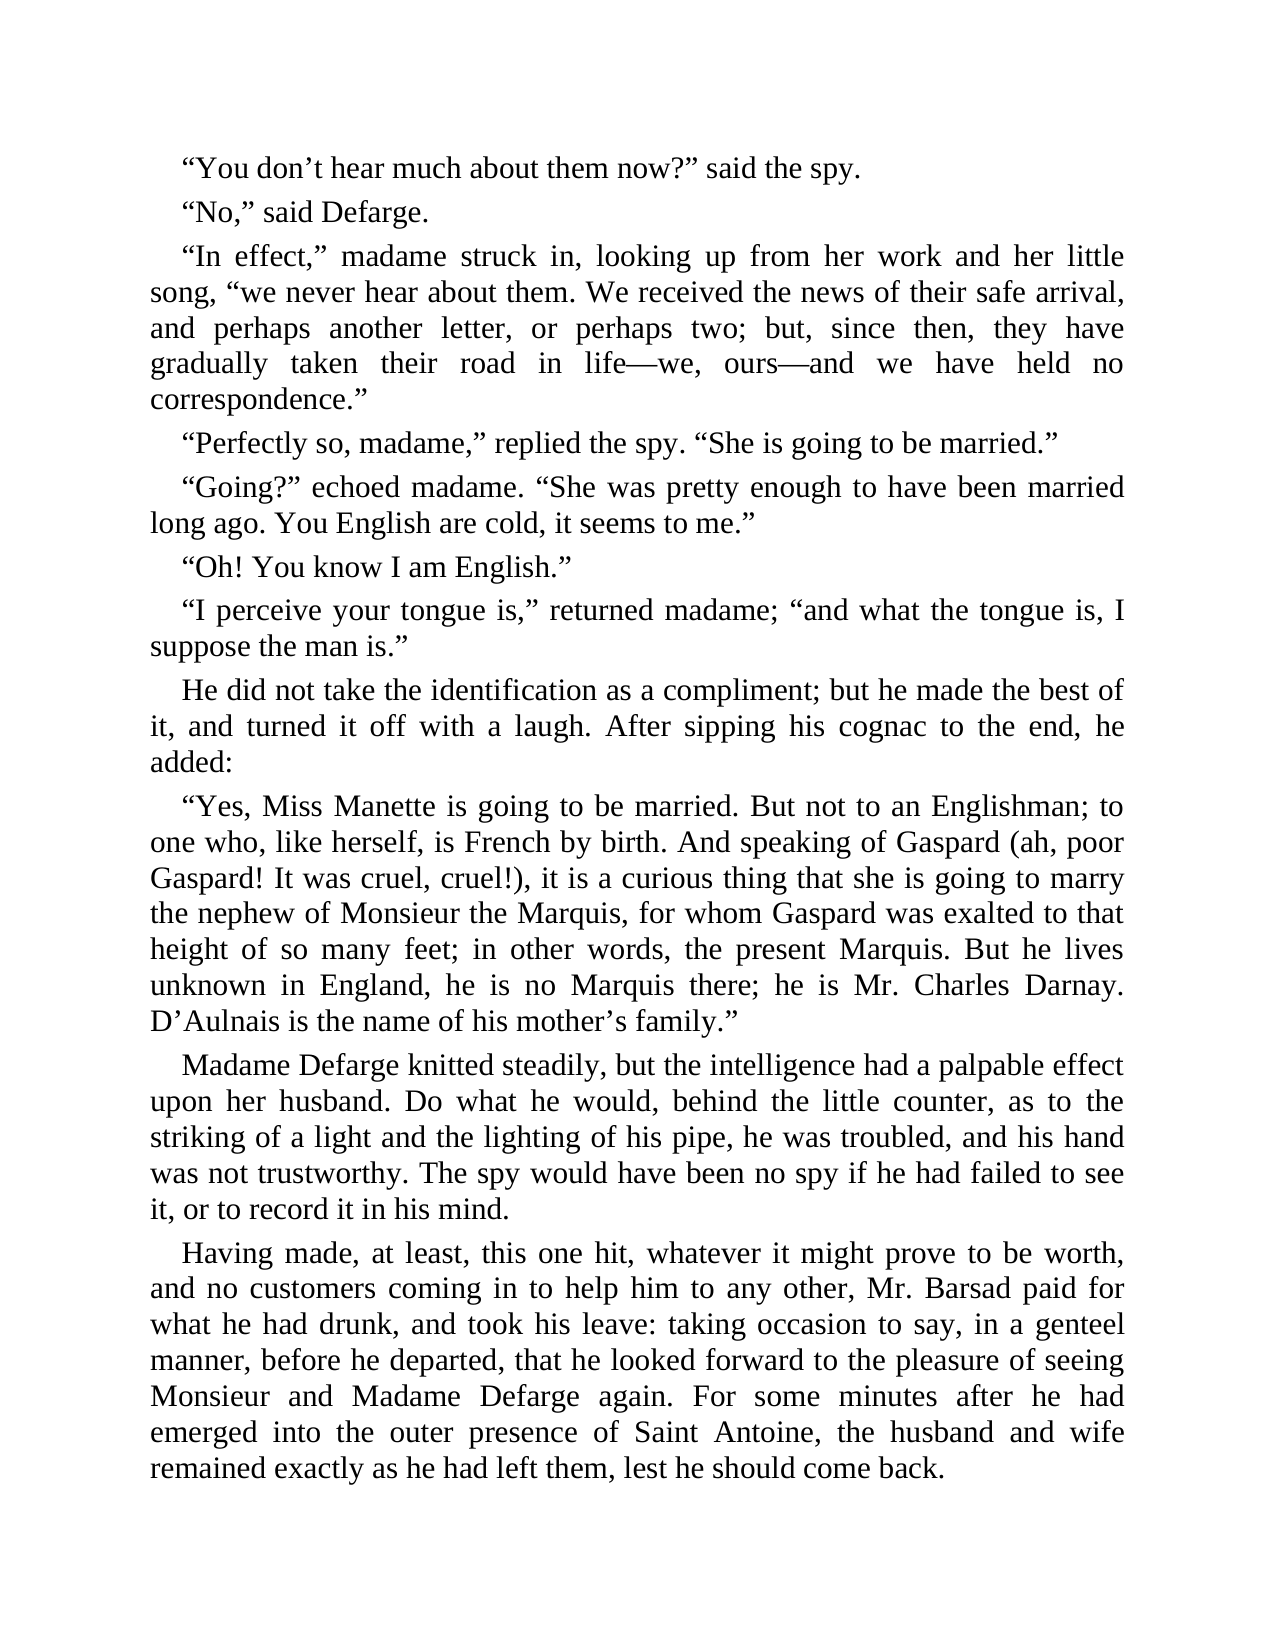 “You don’t hear much about them now?” said the spy.
“No,” said Defarge.
“In effect,” madame struck in, looking up from her work and her little
song, “we never hear about them. We received the news of their safe arrival,
and perhaps another letter, or perhaps two; but, since then, they have
gradually taken their road in life—we, ours—and we have held no
correspondence.”
“Perfectly so, madame,” replied the spy. “She is going to be married.”
“Going?” echoed madame. “She was pretty enough to have been married
long ago. You English are cold, it seems to me.”
“Oh! You know I am English.”
“I perceive your tongue is,” returned madame; “and what the tongue is, I
suppose the man is.”
He did not take the identification as a compliment; but he made the best of
it, and turned it off with a laugh. After sipping his cognac to the end, he
added:
“Yes, Miss Manette is going to be married. But not to an Englishman; to
one who, like herself, is French by birth. And speaking of Gaspard (ah, poor
Gaspard! It was cruel, cruel!), it is a curious thing that she is going to marry
the nephew of Monsieur the Marquis, for whom Gaspard was exalted to that
height of so many feet; in other words, the present Marquis. But he lives
unknown in England, he is no Marquis there; he is Mr. Charles Darnay.
D’Aulnais is the name of his mother’s family.”
Madame Defarge knitted steadily, but the intelligence had a palpable effect
upon her husband. Do what he would, behind the little counter, as to the
striking of a light and the lighting of his pipe, he was troubled, and his hand
was not trustworthy. The spy would have been no spy if he had failed to see
it, or to record it in his mind.
Having made, at least, this one hit, whatever it might prove to be worth,
and no customers coming in to help him to any other, Mr. Barsad paid for
what he had drunk, and took his leave: taking occasion to say, in a genteel
manner, before he departed, that he looked forward to the pleasure of seeing
Monsieur and Madame Defarge again. For some minutes after he had
emerged into the outer presence of Saint Antoine, the husband and wife
remained exactly as he had left them, lest he should come back.